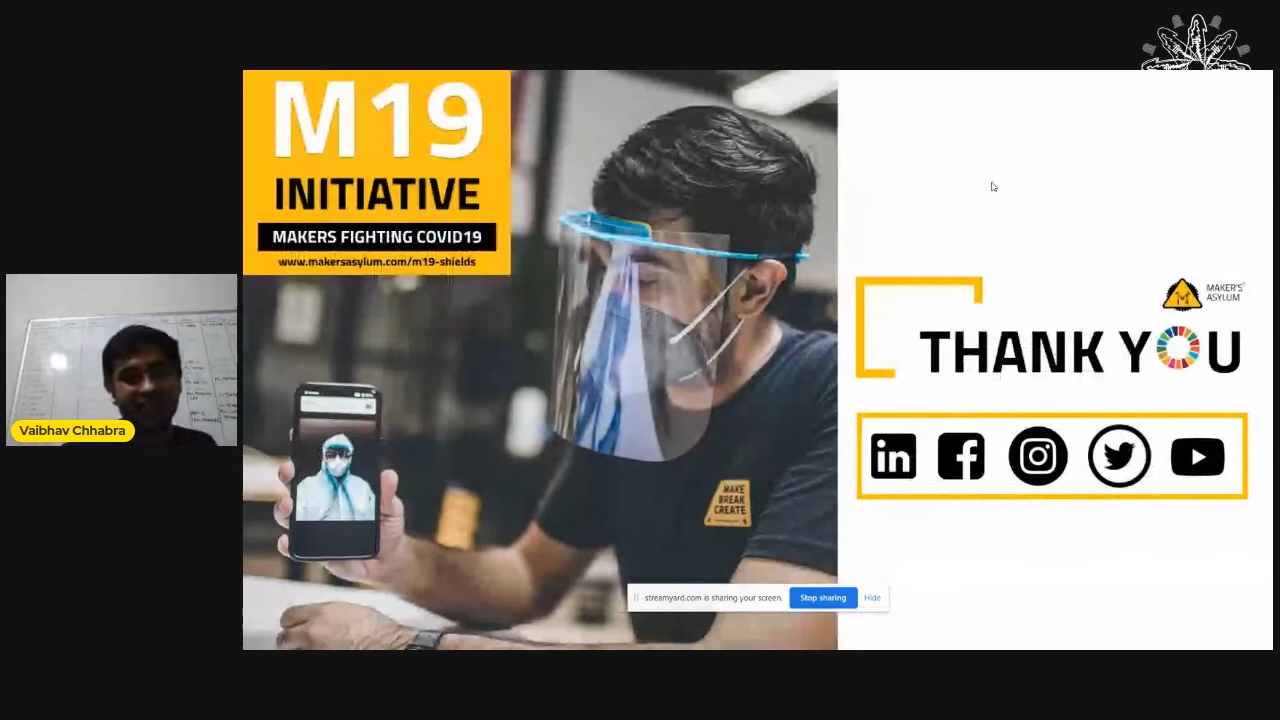 M19
INITIATIVE
MAKERS FIGHTING COVID19
www.makersasylum.com/m19-shields
MAKER'S
ASYLUM
THANK YOU
in
Vaibhav Chhabra
MAKE
BREAK
CREATE
streamyard.com is sharing your screen.
Stop sharing
Hide